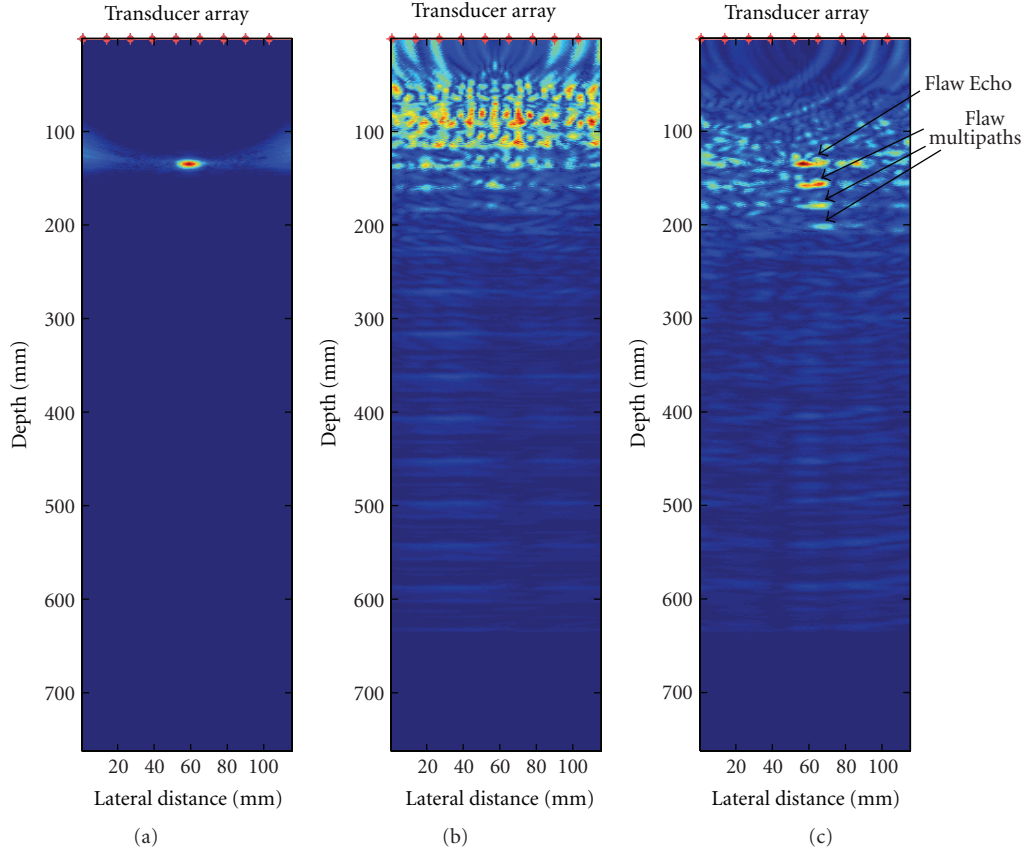 Transducer array
Transducer array
Transducer array
100
200
300
400
500
600
700
Depth (mm)
20 40 60 80 100
Lateral distance (mm)
(a)
100
200
300
400
500
600
700
Depth (mm)
20 40 60 80 100
Lateral distance (mm)
(b)
100
200
300
400
500
600
700
Depth (mm)
20 40 60 80 100
Lateral distance (mm)
(c)
Flaw Echo
Flaw
multipaths